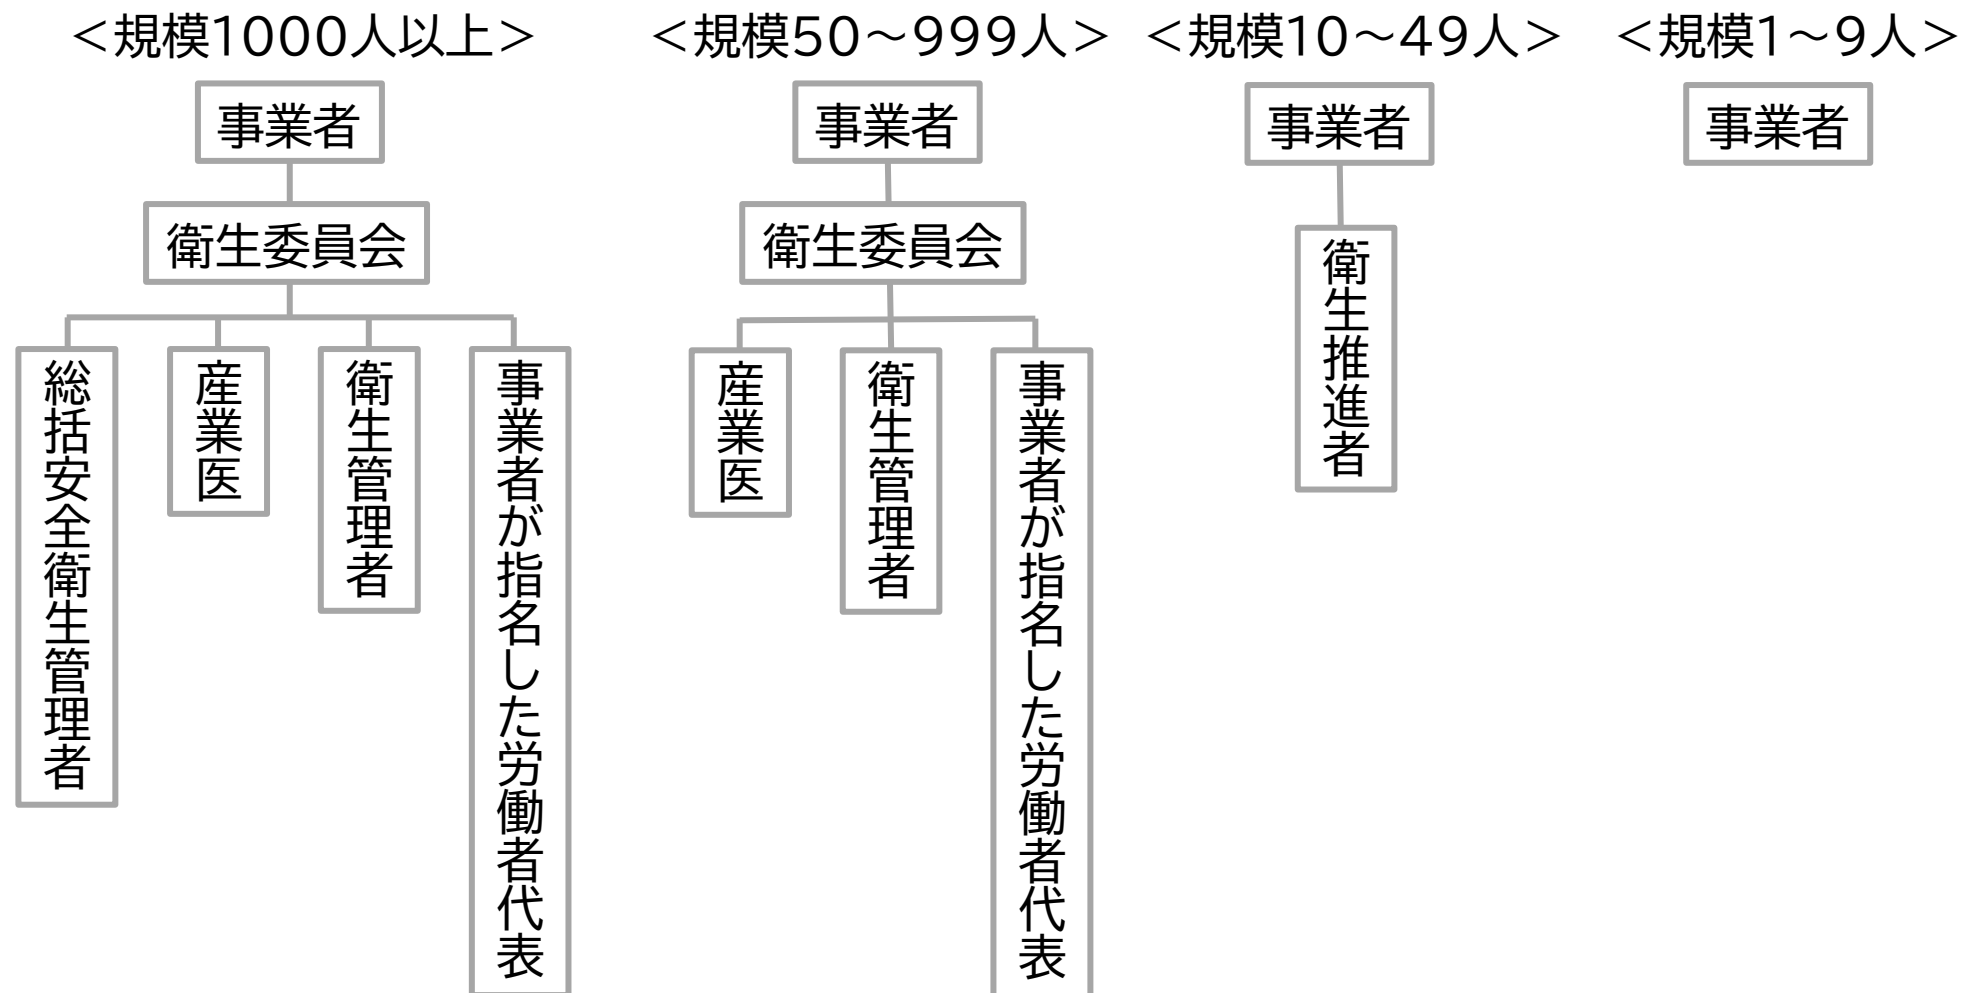 <規模1000人以上>
事業者
衛生委員会
総括安全衛生管理者
産業医
衛生管理者
事業者が指名した労働者代表
<規模50~999人>
事業者
衛生委員会
産業医
衛生管理者
事業者が指名した労働者代表
<規模10~49人>
事業者
衛生推進者
<規模1~9人>
事業者